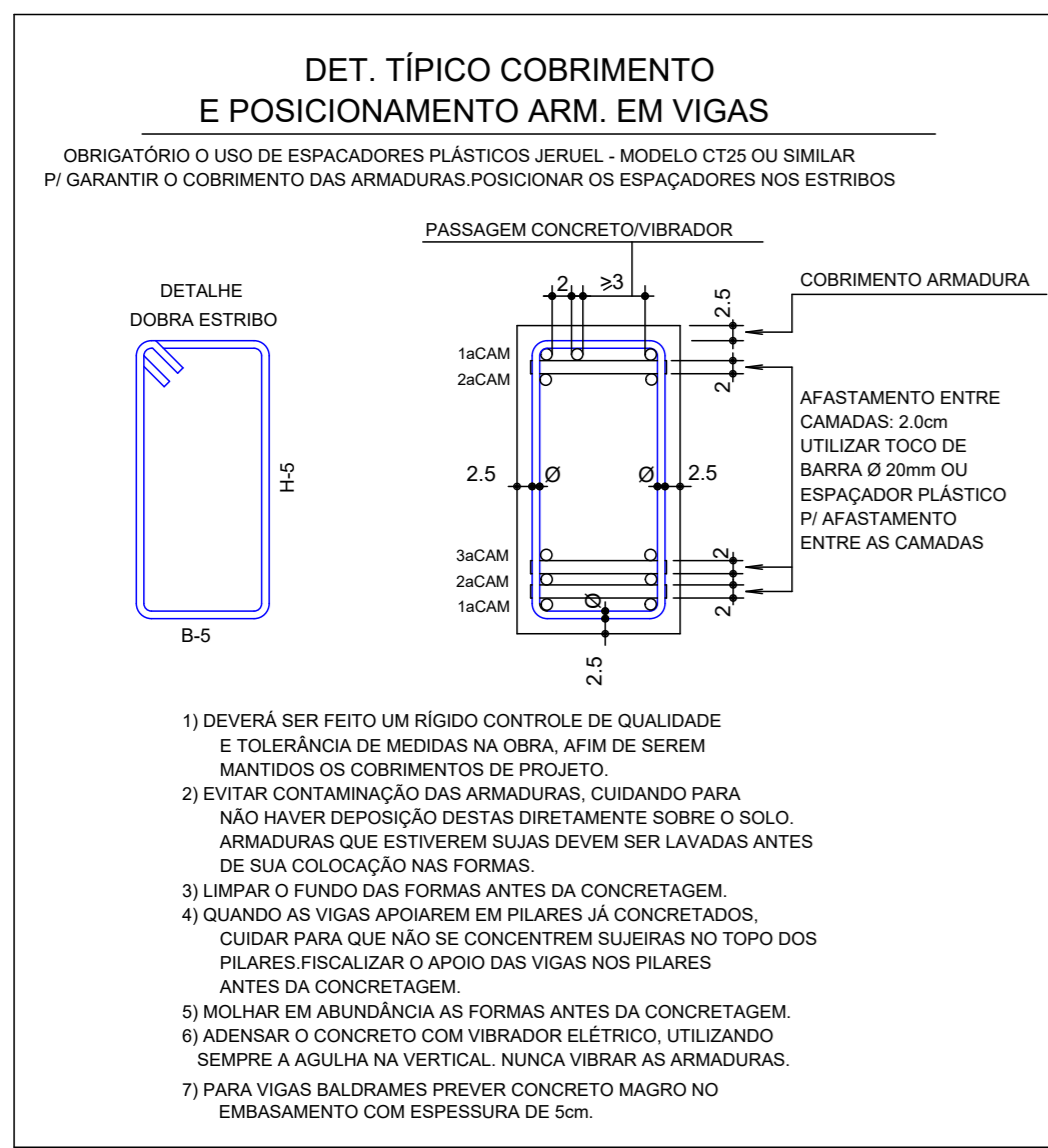 DET. TÍPICO COBRIMENTO
E POSICIONAMENTO ARM. EM VIGAS
OBRIGATÓRIO O USO DE ESPACADORES PLÁSTICOS JERUEL - MODELO CT25 OU SIMILAR
P/ GARANTIR O COBRIMENTO DAS ARMADURAS.POSICIONAR OS ESPAÇADORES NOS ESTRIBOS
DETALHE
DOBRA ESTRIBO
H-5
B-5
PASSAGEM CONCRETO/VIBRADOR
2
≥3
2.5
COBRIMENTO ARMADURA
1aCAM
2aCAM
2
2.5
Ø
Ø
2.5
AFASTAMENTO ENTRE
CAMADAS: 2.0cm
UTILIZAR TOCO DE
BARRA Ø 20mm OU
ESPAÇADOR PLÁSTICO
P/ AFASTAMENTO
ENTRE AS CAMADAS
3aCAM
2aCAM
1aCAM
2
2
Ø
2.5
1) DEVERÁ SER FEITO UM RÍGIDO CONTROLE DE QUALIDADE
E TOLERÂNCIA DE MEDIDAS NA OBRA, AFIM DE SEREM
MANTIDOS OS COBRIMENTOS DE PROJETO.
2) EVITAR CONTAMINAÇÃO DAS ARMADURAS, CUIDANDO PARA
NÃO HAVER DEPOSIÇÃO DESTAS DIRETAMENTE SOBRE O SOLO.
ARMADURAS QUE ESTIVEREM SUJAS DEVEM SER LAVADAS ANTES
DE SUA COLOCAÇÃO NAS FORMAS.
3) LIMPAR O FUNDO DAS FORMAS ANTES DA CONCRETAGEM.
4) QUANDO AS VIGAS APOIAREM EM PILARES JÁ CONCRETADOS,
CUIDAR PARA QUE NÃO SE CONCENTREM SUJEIRAS NO TOPO DOS
PILARES.FISCALIZAR O APOIO DAS VIGAS NOS PILARES
ANTES DA CONCRETAGEM.
5) MOLHAR EM ABUNDÂNCIA AS FORMAS ANTES DA CONCRETAGEM.
6) ADENSAR O CONCRETO COM VIBRADOR ELÉTRICO, UTILIZANDO
SEMPRE A AGULHA NA VERTICAL. NUNCA VIBRAR AS ARMADURAS.
7) PARA VIGAS BALDRAMES PREVER CONCRETO MAGRO NO
EMBASAMENTO COM ESPESSURA DE 5cm.